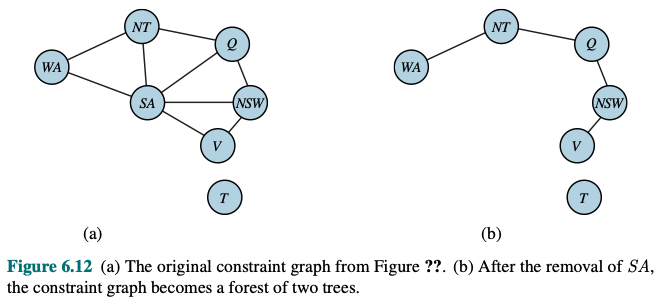 NT
Q
WA
SA
NSW
V
T
(a)
NT
Q
WA
NSW
V
T
(b)
Figure 6.12 (a) The original constraint graph from Figure ??. (b) After the removal of SA,
the constraint graph becomes a forest of two trees.